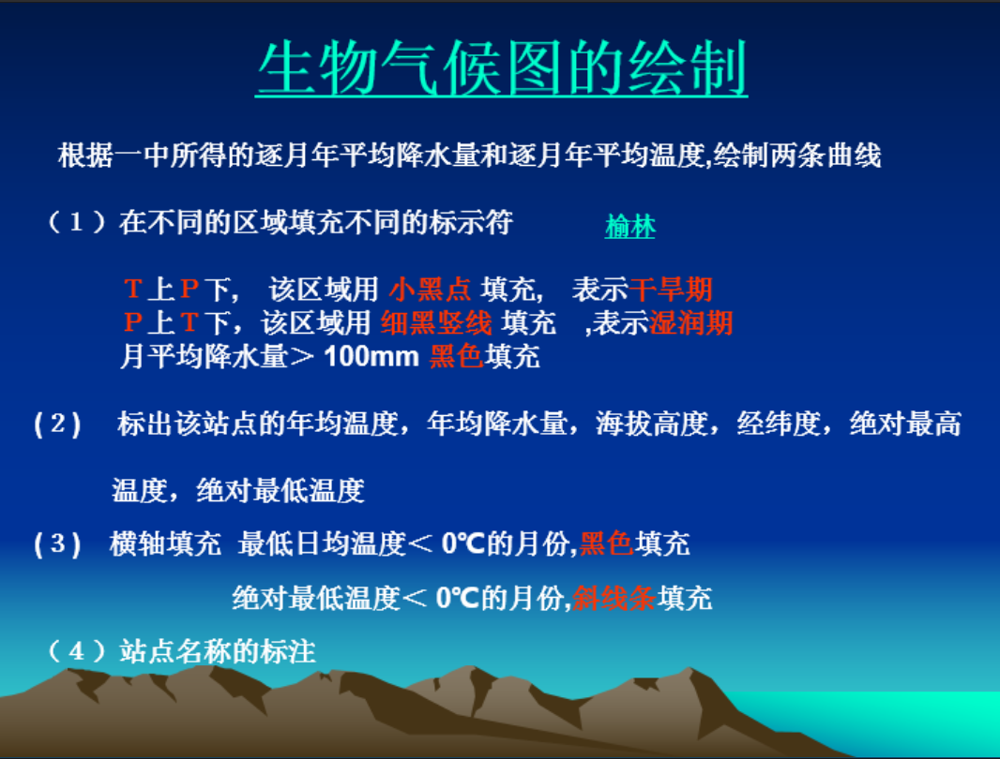 生物气候图的绘制
根据一中所得的逐月年平均降水量和逐月年平均温度,绘制两条曲线
（1）在不同的区域填充不同的标示符 榆林
T上P下, 该区域用 小黑点 填充, 表示干旱期
P上T下，该区域用 细黑竖线 填充 ,表示湿润期
月平均降水量＞100mm 黑色填充
(2) 标出该站点的年均温度，年均降水量，海拔高度，经纬度，绝对最高
温度，绝对最低温度
(3) 横轴填充 最低日均温度＜ 0℃的月份,黑色填充
绝对最低温度＜ 0℃的月份,斜线条填充
（4）站点名称的标注